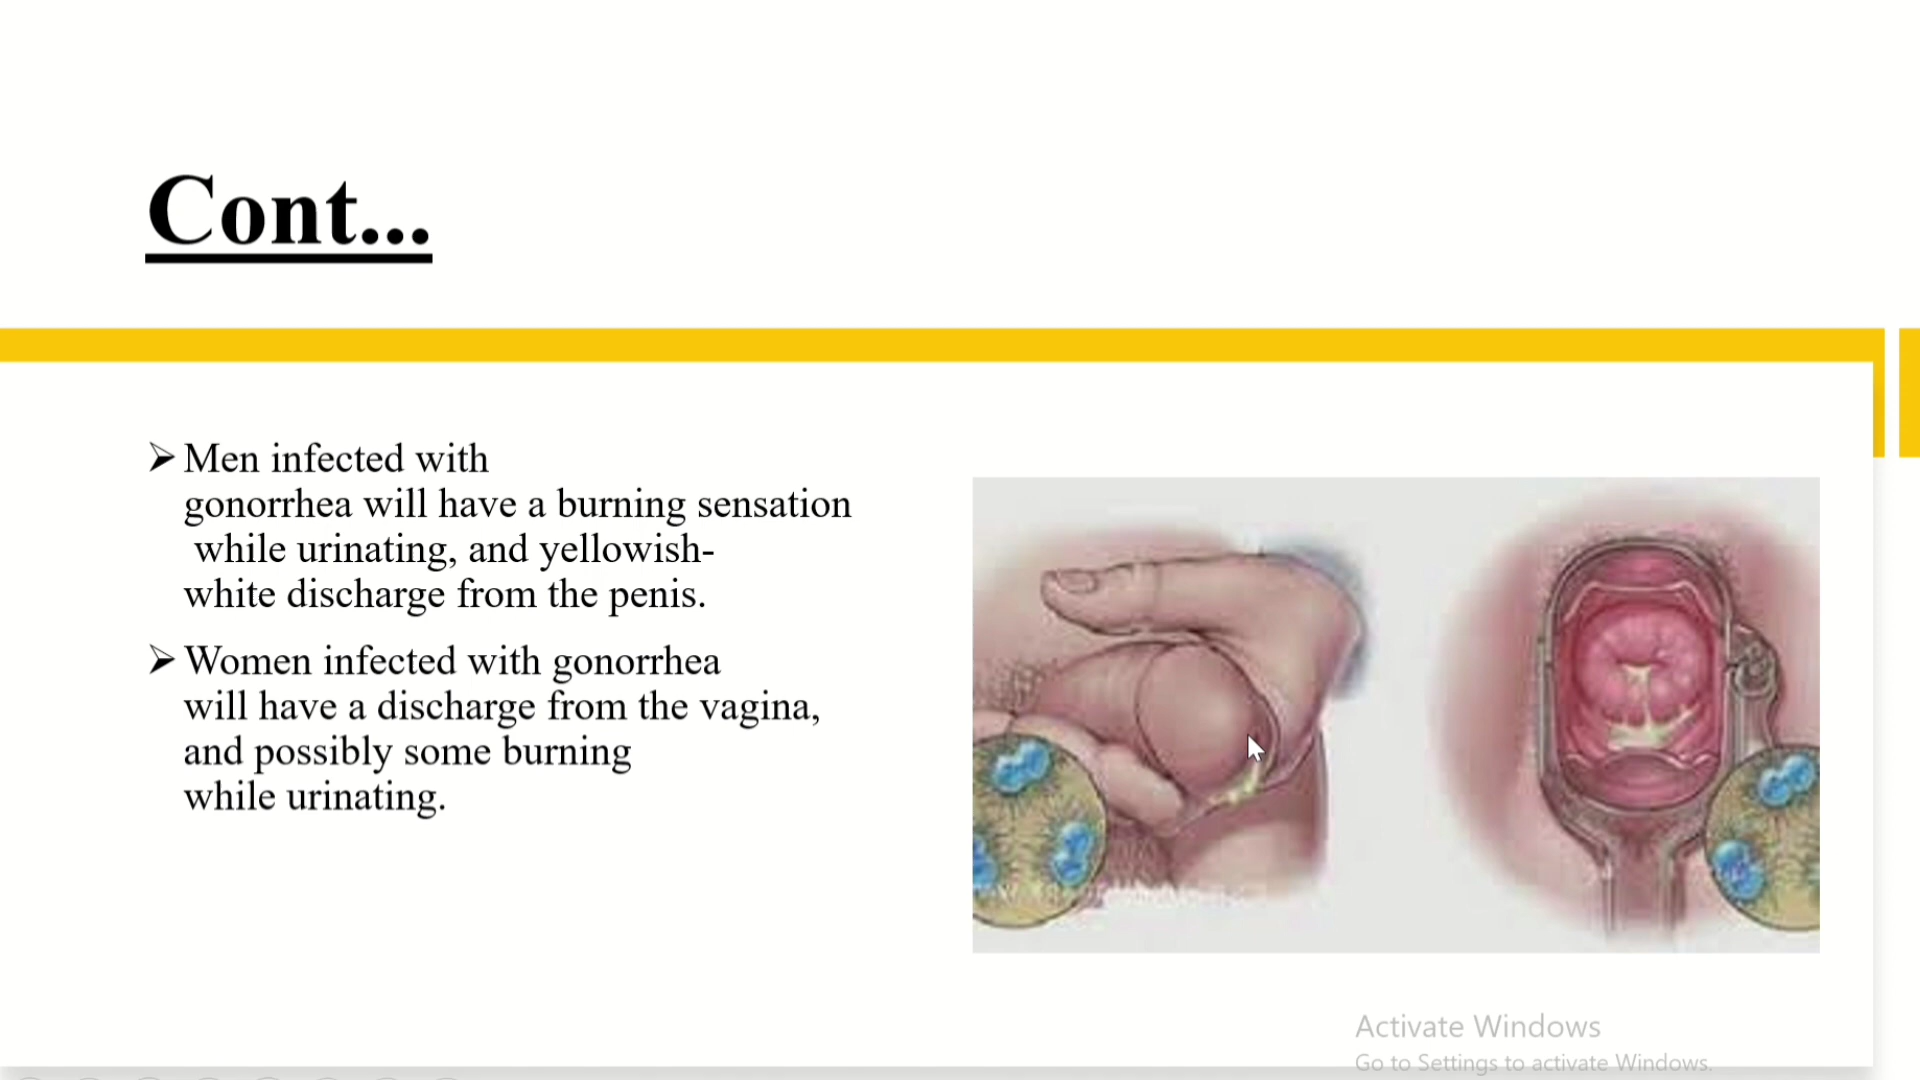 Cont...
➢ Men infected with
gonorrhea will have a burning sensation
while urinating, and yellowish-
white discharge from the penis.
➢ Women infected with gonorrhea
will have a discharge from the vagina,
and possibly some burning
while urinating.
Activate Windows
Go to Settings to activate Windows.